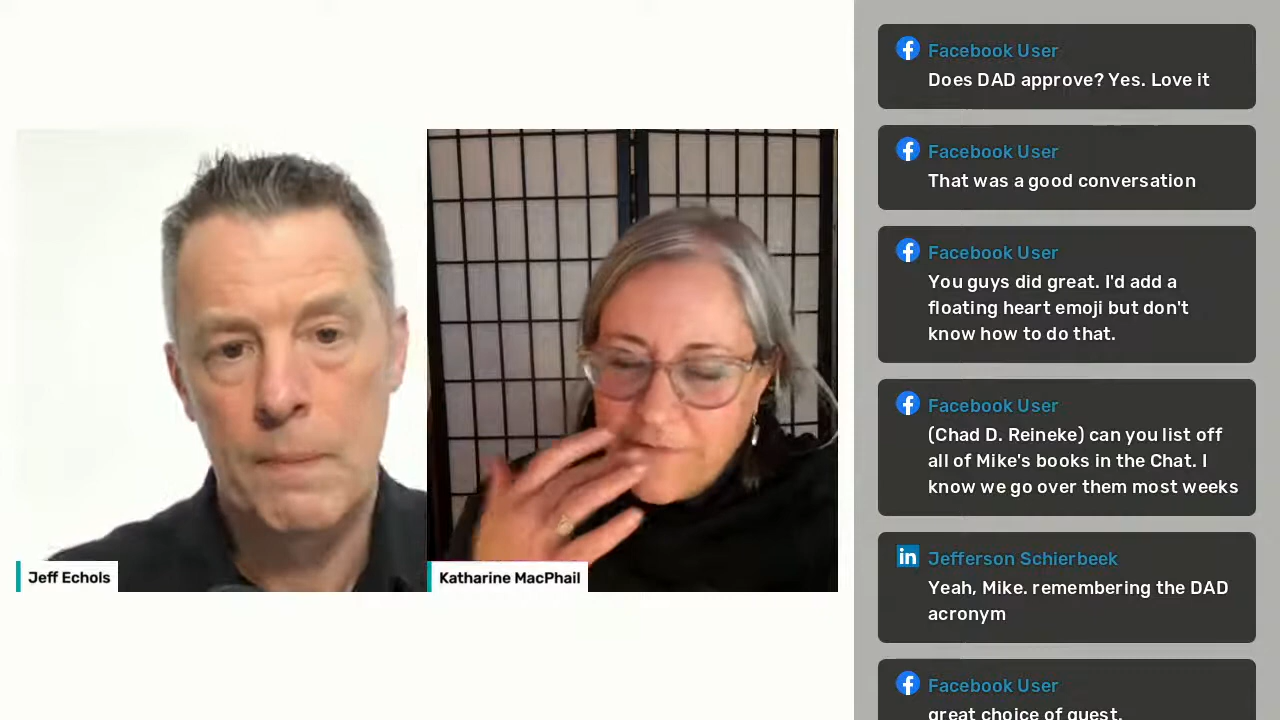 Jeff Echols
Katharine MacPhail
Facebook User
Does DAD approve? Yes. Love it
Facebook User
That was a good conversation
Facebook User
You guys did great. I'd add a
floating heart emoji but don't
know how to do that.
Facebook User
(Chad D. Reineke) can you list off
all of Mike's books in the Chat. I
know we go over them most weeks
Jefferson Schierbeek
Yeah, Mike. remembering the DAD
acronym
Facebook User
great choice of guest.